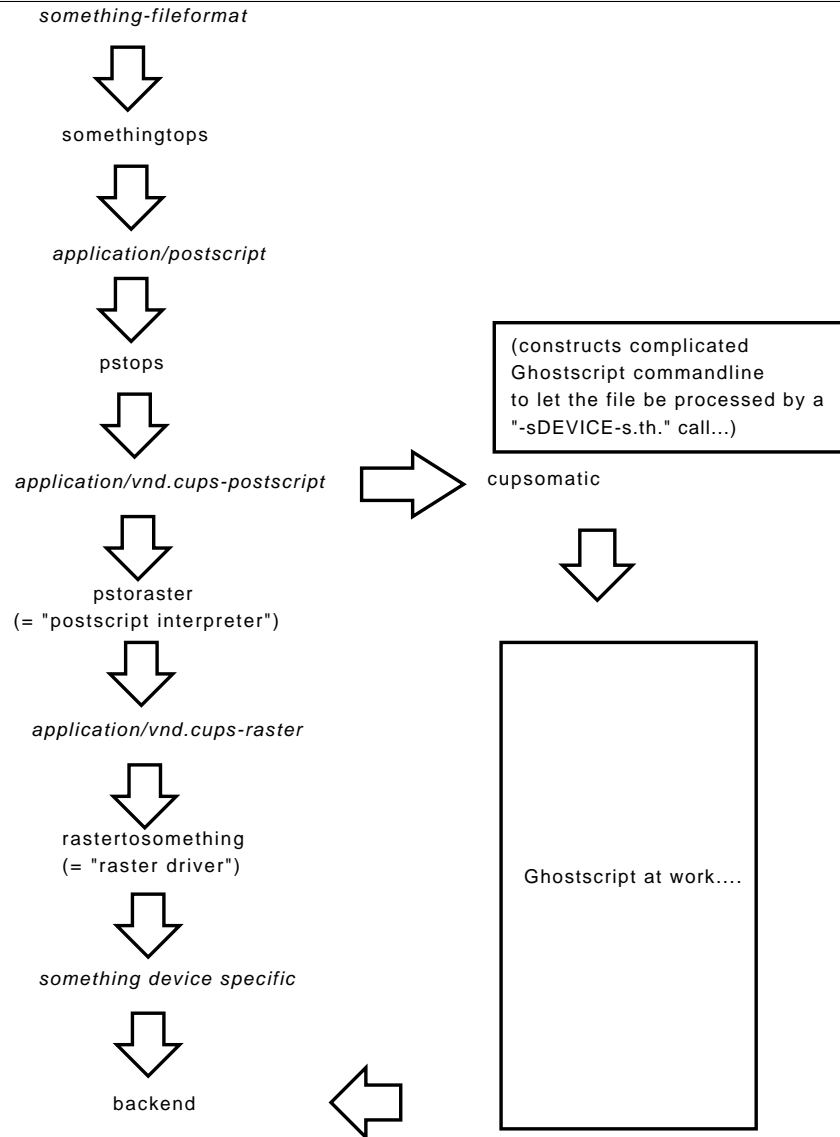 something-fileformat
somethingtops
application/postscript
pstops
(constructs complicated
Ghostscript commandline
to let the file be processed by a
"-sDEVICE-s.th." call...)
application/vnd.cups-postscript
cupsomatic
pstoraster
(= "postscript interpreter")
application/vnd.cups-raster
rastertosomething
(= "raster driver")
Ghostscript at work....
something device specific
backend